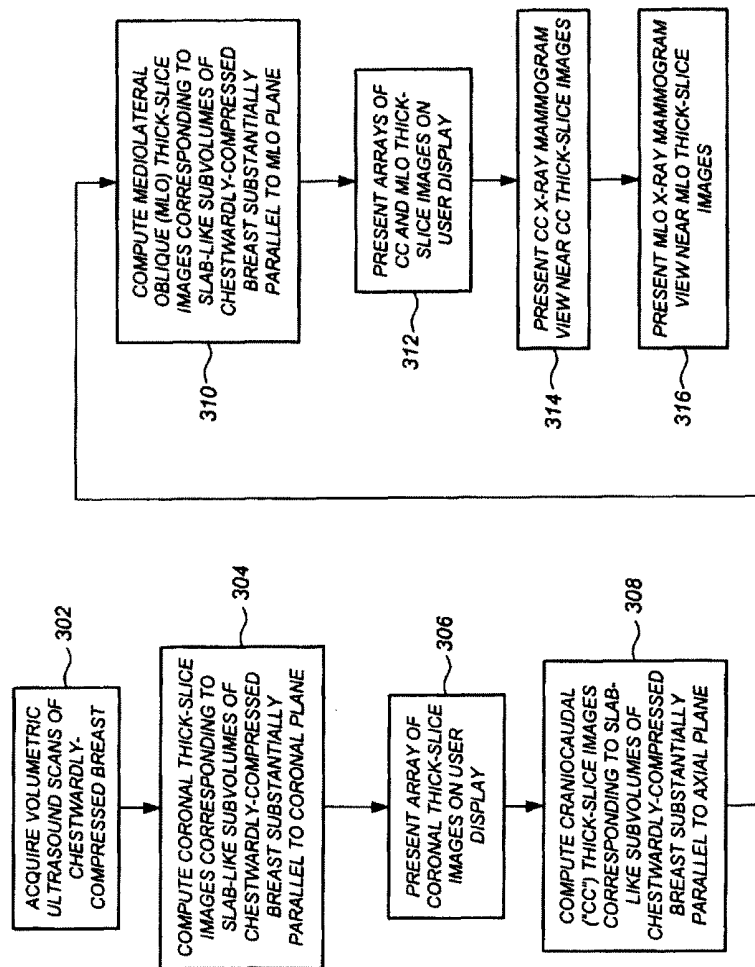 302
ACQUIRE VOLUMETRIC
ULTRASOUND SCANS OF
CHESTWARDLY-
COMPRESSED BREAST
304
COMPUTE CORONAL THICK-SLICE
IMAGES CORRESPONDING TO
SLAB-LIKE SUBVOLUMES OF
CHESTWARDLY-COMPRESSED
BREAST SUBSTANTIALLY
PARALLEL TO CORONAL PLANE
306
PRESENT ARRAY OF
CORONAL THICK-SLICE
IMAGES ON USER
DISPLAY
308
COMPUTE CRANIOCAUDAL
("CC") THICK-SLICE IMAGES
CORRESPONDING TO SLAB-
LIKE SUBVOLUMES OF
CHESTWARDLY-COMPRESSED
BREAST SUBSTANTIALLY
PARALLEL TO AXIAL PLANE
COMPUTE MEDIOLATERAL
OBLIQUE (MLO) THICK-SLICE
IMAGES CORRESPONDING TO
SLAB-LIKE SUBVOLUMES OF
CHESTWARDLY-COMPRESSED
BREAST SUBSTANTIALLY
PARALLEL TO MLO PLANE
310
PRESENT ARRAYS OF
CC AND MLO THICK-
SLICE IMAGES ON
USER DISPLAY
312
PRESENT CC X-RAY MAMMOGRAM
VIEW NEAR CC THICK-SLICE IMAGES
314
PRESENT MLO X-RAY MAMMOGRAM
VIEW NEAR MLO THICK-SLICE
IMAGES
316